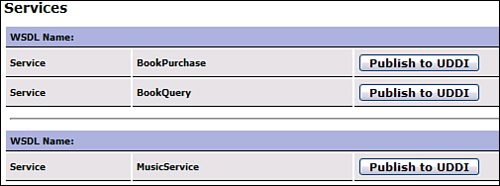 Services
WSDL Name:
Service BookPurchase Publish to UDDI
Service BookQuery Publish to UDDI
WSDL Name:
Service MusicService Publish to UDDI